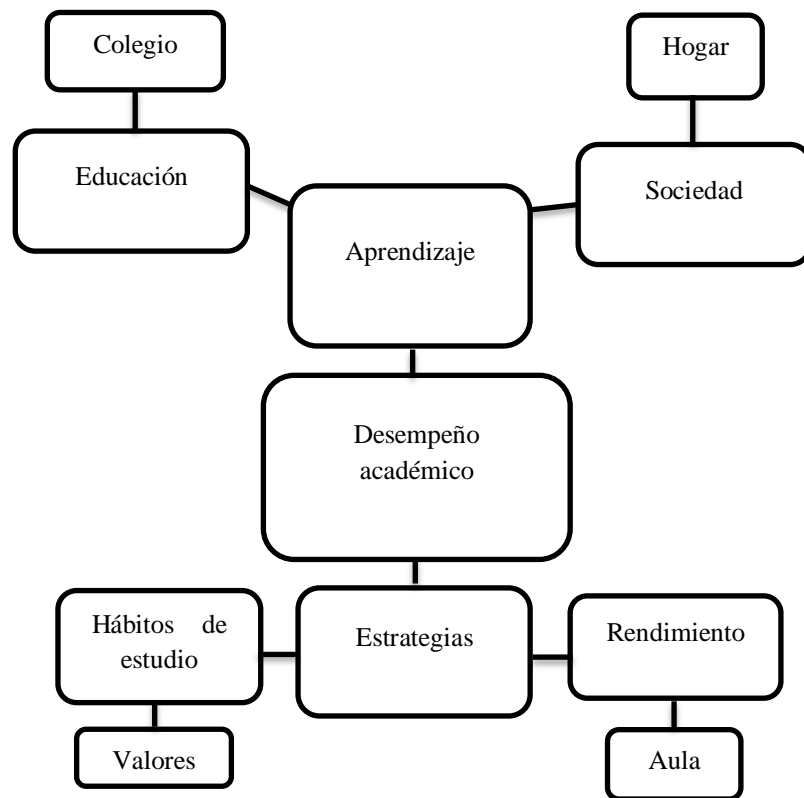 Colegio
Hogar
Educación
Sociedad
Aprendizaje
Desempeño
académico
Hábitos de
estudio
Estrategias
Rendimiento
Valores
Aula